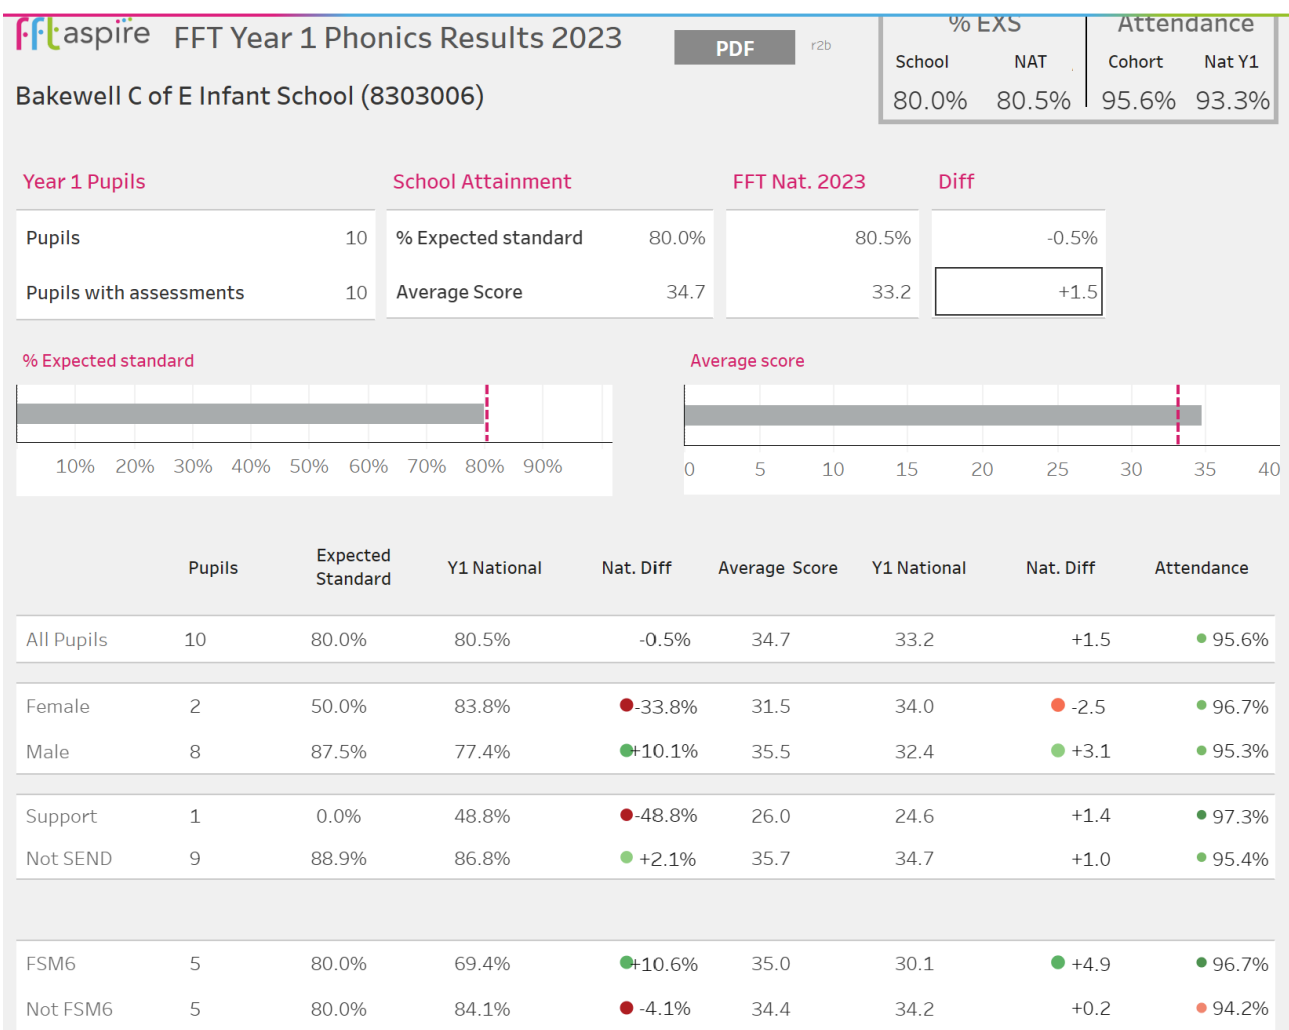 fft aspire FFT Year 1 Phonics Results 2023 PDF r2b % EXS Attendance
School NAT Cohort Nat Y1
Bakewell C of E Infant School (8303006) 80.0% 80.5% 95.6% 93.3%
Year 1 Pupils School Attainment FFT Nat. 2023 Diff
Pupils 10 % Expected standard 80.0% 80.5% -0.5%
Pupils with assessments 10 Average Score 34.7 33.2 +1.5
% Expected standard Average score
10% 20% 30% 40% 50% 60% 70% 80% 90% 0 5 10 15 20 25 30 35 40
Pupils Expected Standard Y1 National Nat. Diff Average Score Y1 National Nat. Diff Attendance
All Pupils 10 80.0% 80.5% -0.5% 34.7 33.2 +1.5 95.6%
Female 2 50.0% 83.8% -33.8% 31.5 34.0 -2.5 96.7%
Male 8 87.5% 77.4% +10.1% 35.5 32.4 +3.1 95.3%
Support 1 0.0% 48.8% -48.8% 26.0 24.6 +1.4 97.3%
Not SEND 9 88.9% 86.8% +2.1% 35.7 34.7 +1.0 95.4%
FSM6 5 80.0% 69.4% +10.6% 35.0 30.1 +4.9 96.7%
Not FSM6 5 80.0% 84.1% -4.1% 34.4 34.2 +0.2 94.2%